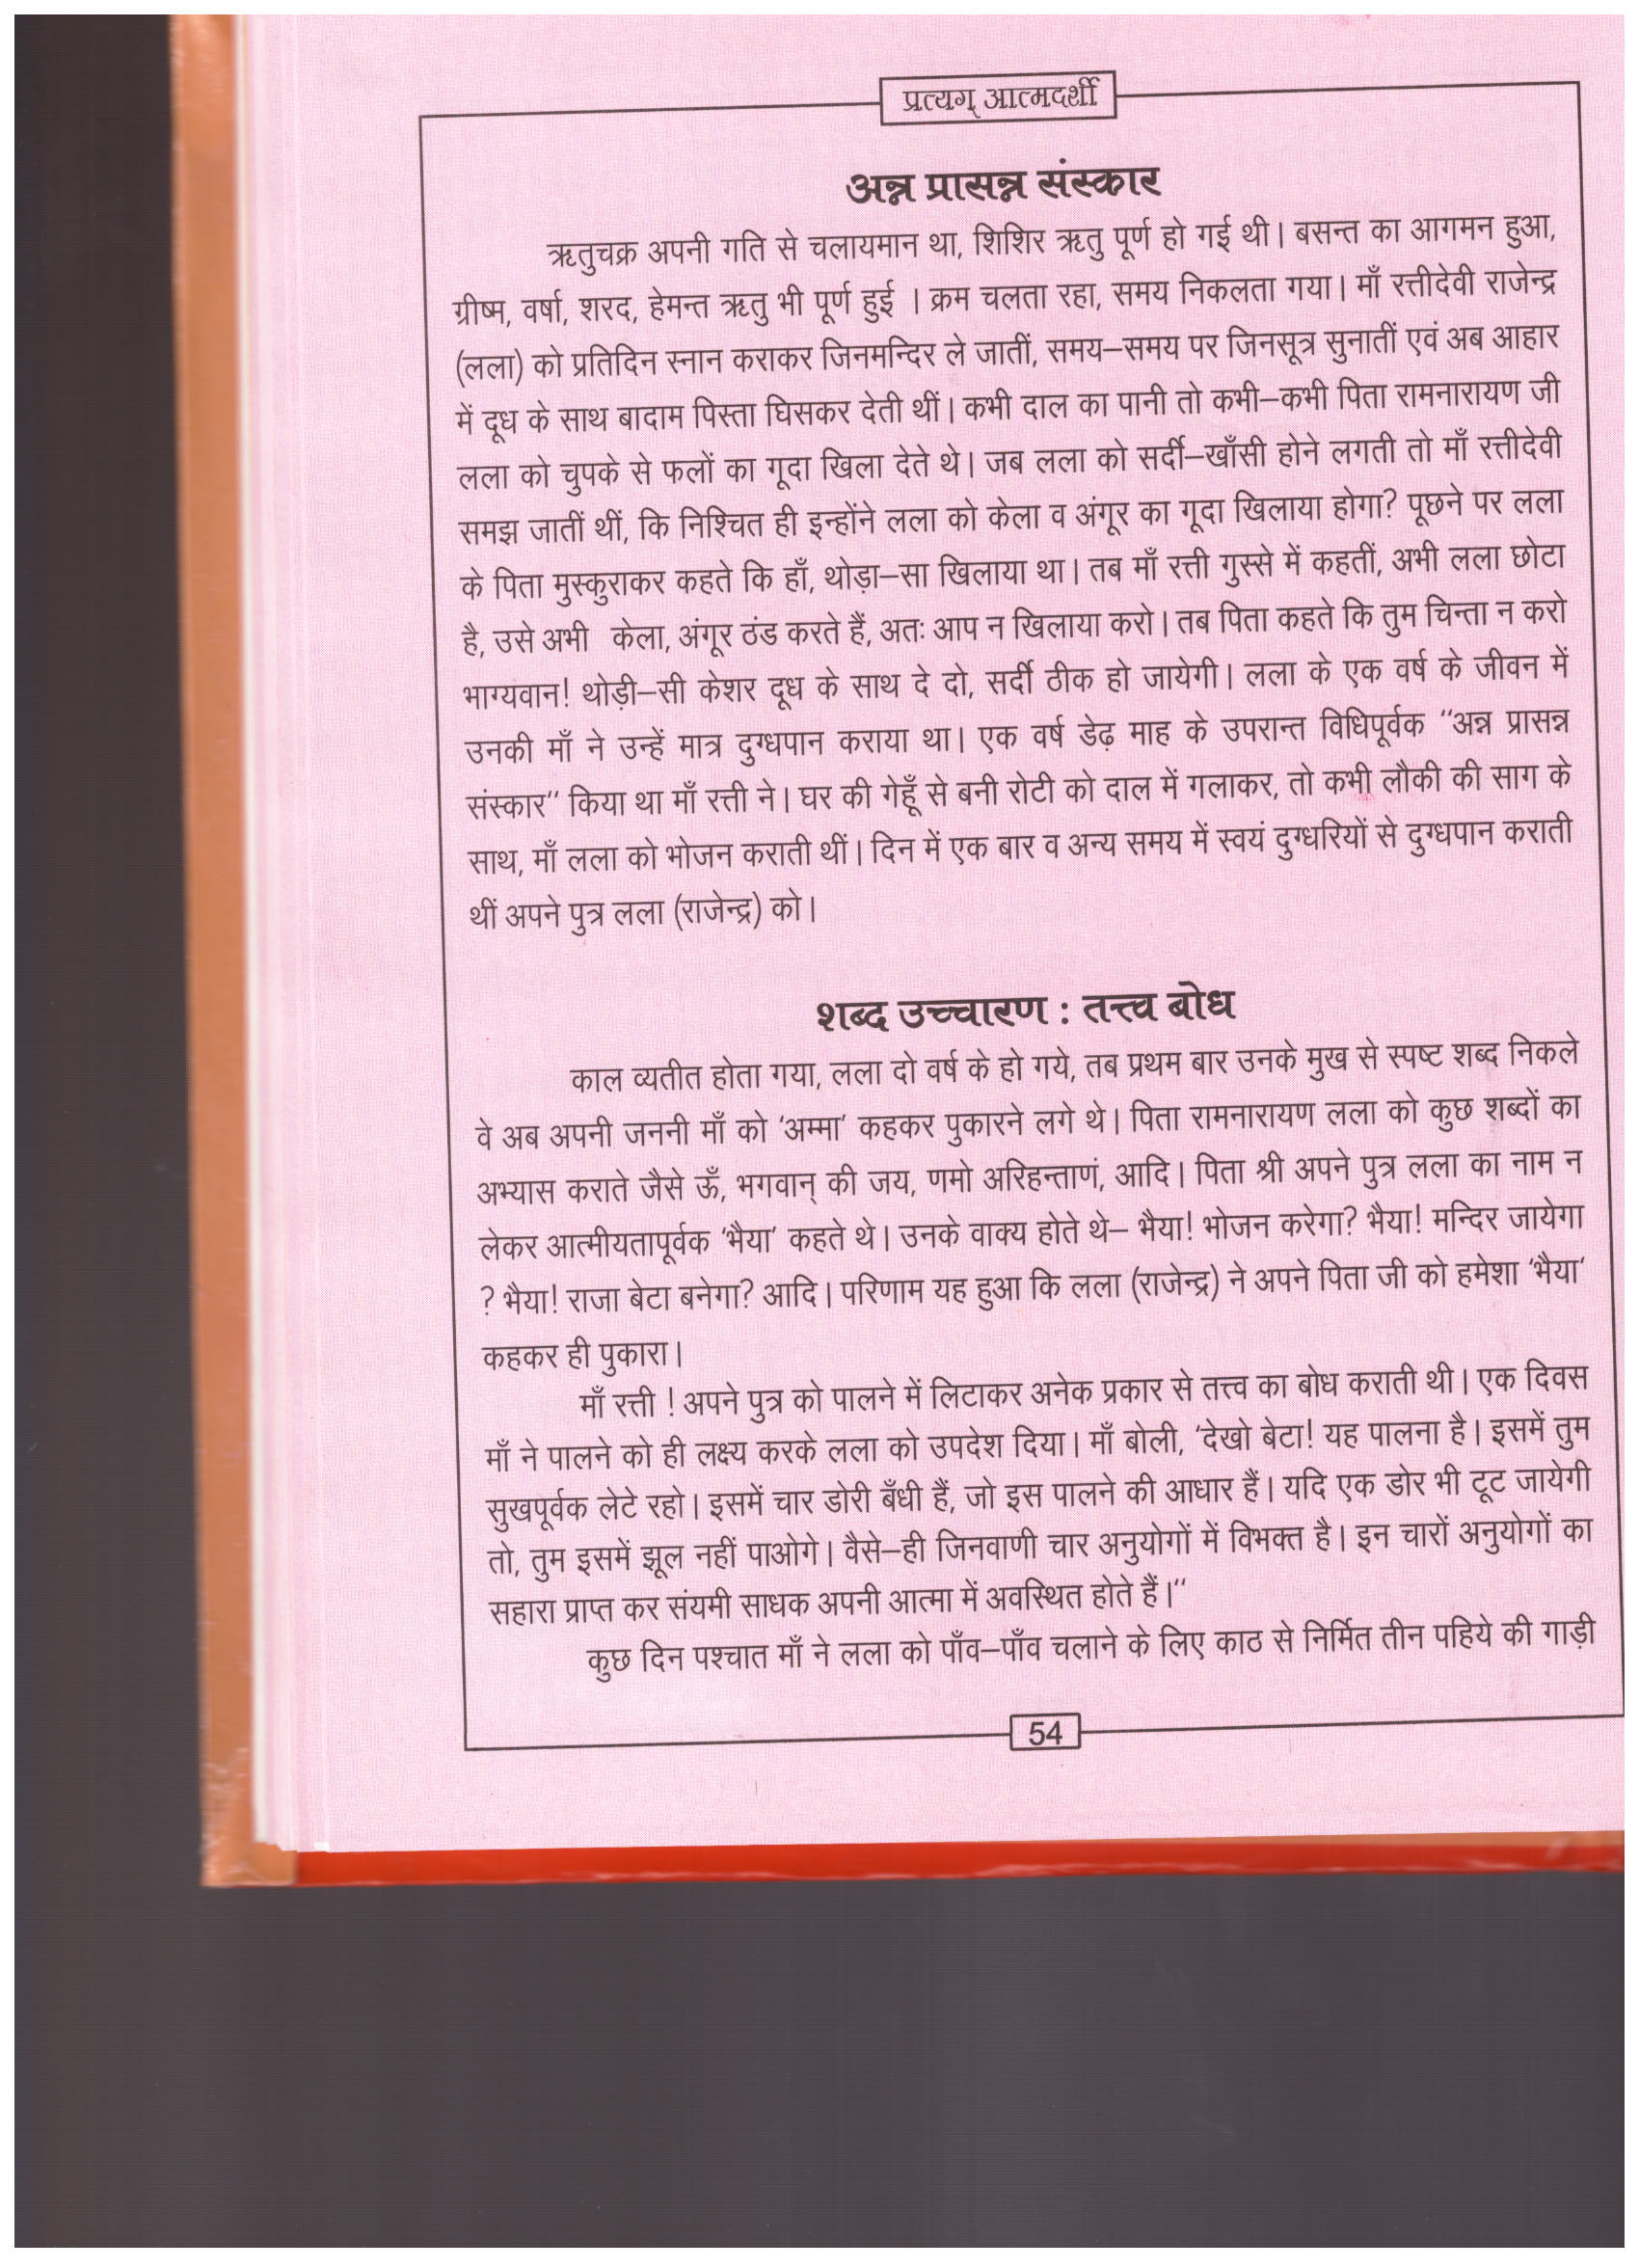 प्रत्यग् आत्मदर्शी
अन्न प्रासन्न संस्कार
ऋतुचक्र अपनी गति से चलायमान था, शिशिर ऋतु पूर्ण हो गई थी। बसन्त का आगमन हुआ,
ग्रीष्म, वर्षा, शरद, हेमन्त ऋतु भी पूर्ण हुई । क्रम चलता रहा, समय निकलता गया। माँ रत्तीदेवी राजेन्द्र
(लला) को प्रतिदिन स्नान कराकर जिनमन्दिर ले जातीं, समय–समय पर जिनसूत्र सुनातीं एवं अब आहार
में दूध के साथ बादाम पिस्ता घिसकर देती थीं। कभी दाल का पानी तो कभी–कभी पिता रामनारायण जी
लला को चुपके से फलों का गूदा खिला देते थे। जब लला को सर्दी–खाँसी होने लगती तो माँ रत्तीदेवी
समझ जातीं थीं, कि निश्चित ही इन्होंने लला को केला व अंगूर का गूदा खिलाया होगा? पूछने पर लला
के पिता मुस्कुराकर कहते कि हाँ, थोड़ा–सा खिलाया था। तब माँ रत्ती गुस्से में कहतीं, अभी लला छोटा
है, उसे अभी केला, अंगूर ठंड करते हैं, अतः आप न खिलाया करो। तब पिता कहते कि तुम चिन्ता न करो
भाग्यवान! थोड़ी–सी केशर दूध के साथ दे दो, सर्दी ठीक हो जायेगी। लला के एक वर्ष के जीवन में
उनकी माँ ने उन्हें मात्र दुग्धपान कराया था। एक वर्ष डेढ़ माह के उपरान्त विधिपूर्वक ''अन्न प्रासन्न
संस्कार'' किया था माँ रत्ती ने। घर की गेहूँ से बनी रोटी को दाल में गलाकर, तो कभी लौकी की साग के
साथ, माँ लला को भोजन कराती थीं। दिन में एक बार व अन्य समय में स्वयं दुग्धरियों से दुग्धपान कराती
थीं अपने पुत्र लला (राजेन्द्र) को।
शब्द उच्चारण : तत्त्व बोध
काल व्यतीत होता गया, लला दो वर्ष के हो गये, तब प्रथम बार उनके मुख से स्पष्ट शब्द निकले
वे अब अपनी जननी माँ को 'अम्मा' कहकर पुकारने लगे थे। पिता रामनारायण लला को कुछ शब्दों का
अभ्यास कराते जैसे ऊँ, भगवान् की जय, णमो अरिहन्ताणं, आदि। पिता श्री अपने पुत्र लला का नाम न
लेकर आत्मीयतापूर्वक 'भैया' कहते थे। उनके वाक्य होते थे– भैया! भोजन करेगा? भैया! मन्दिर जायेगा
? भैया! राजा बेटा बनेगा? आदि। परिणाम यह हुआ कि लला (राजेन्द्र) ने अपने पिता जी को हमेशा 'भैया'
कहकर ही पुकारा।
माँ रत्ती ! अपने पुत्र को पालने में लिटाकर अनेक प्रकार से तत्त्व का बोध कराती थी। एक दिवस
माँ ने पालने को ही लक्ष्य करके लला को उपदेश दिया। माँ बोली, 'देखो बेटा! यह पालना है। इसमें तुम
सुखपूर्वक लेटे रहो। इसमें चार डोरी बँधी हैं, जो इस पालने की आधार हैं। यदि एक डोर भी टूट जायेगी
तो, तुम इसमें झूल नहीं पाओगे। वैसे–ही जिनवाणी चार अनुयोगों में विभक्त है। इन चारों अनुयोगों का
सहारा प्राप्त कर संयमी साधक अपनी आत्मा में अवस्थित होते हैं।''
कुछ दिन पश्चात माँ ने लला को पाँव–पाँव चलाने के लिए काठ से निर्मित तीन पहिये की गाड़ी
54